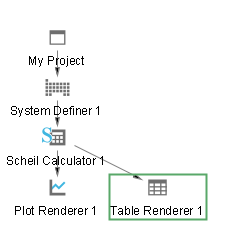 My Project
System Definer 1
Scheil Calculator 1
Plot Renderer 1
Table Renderer 1